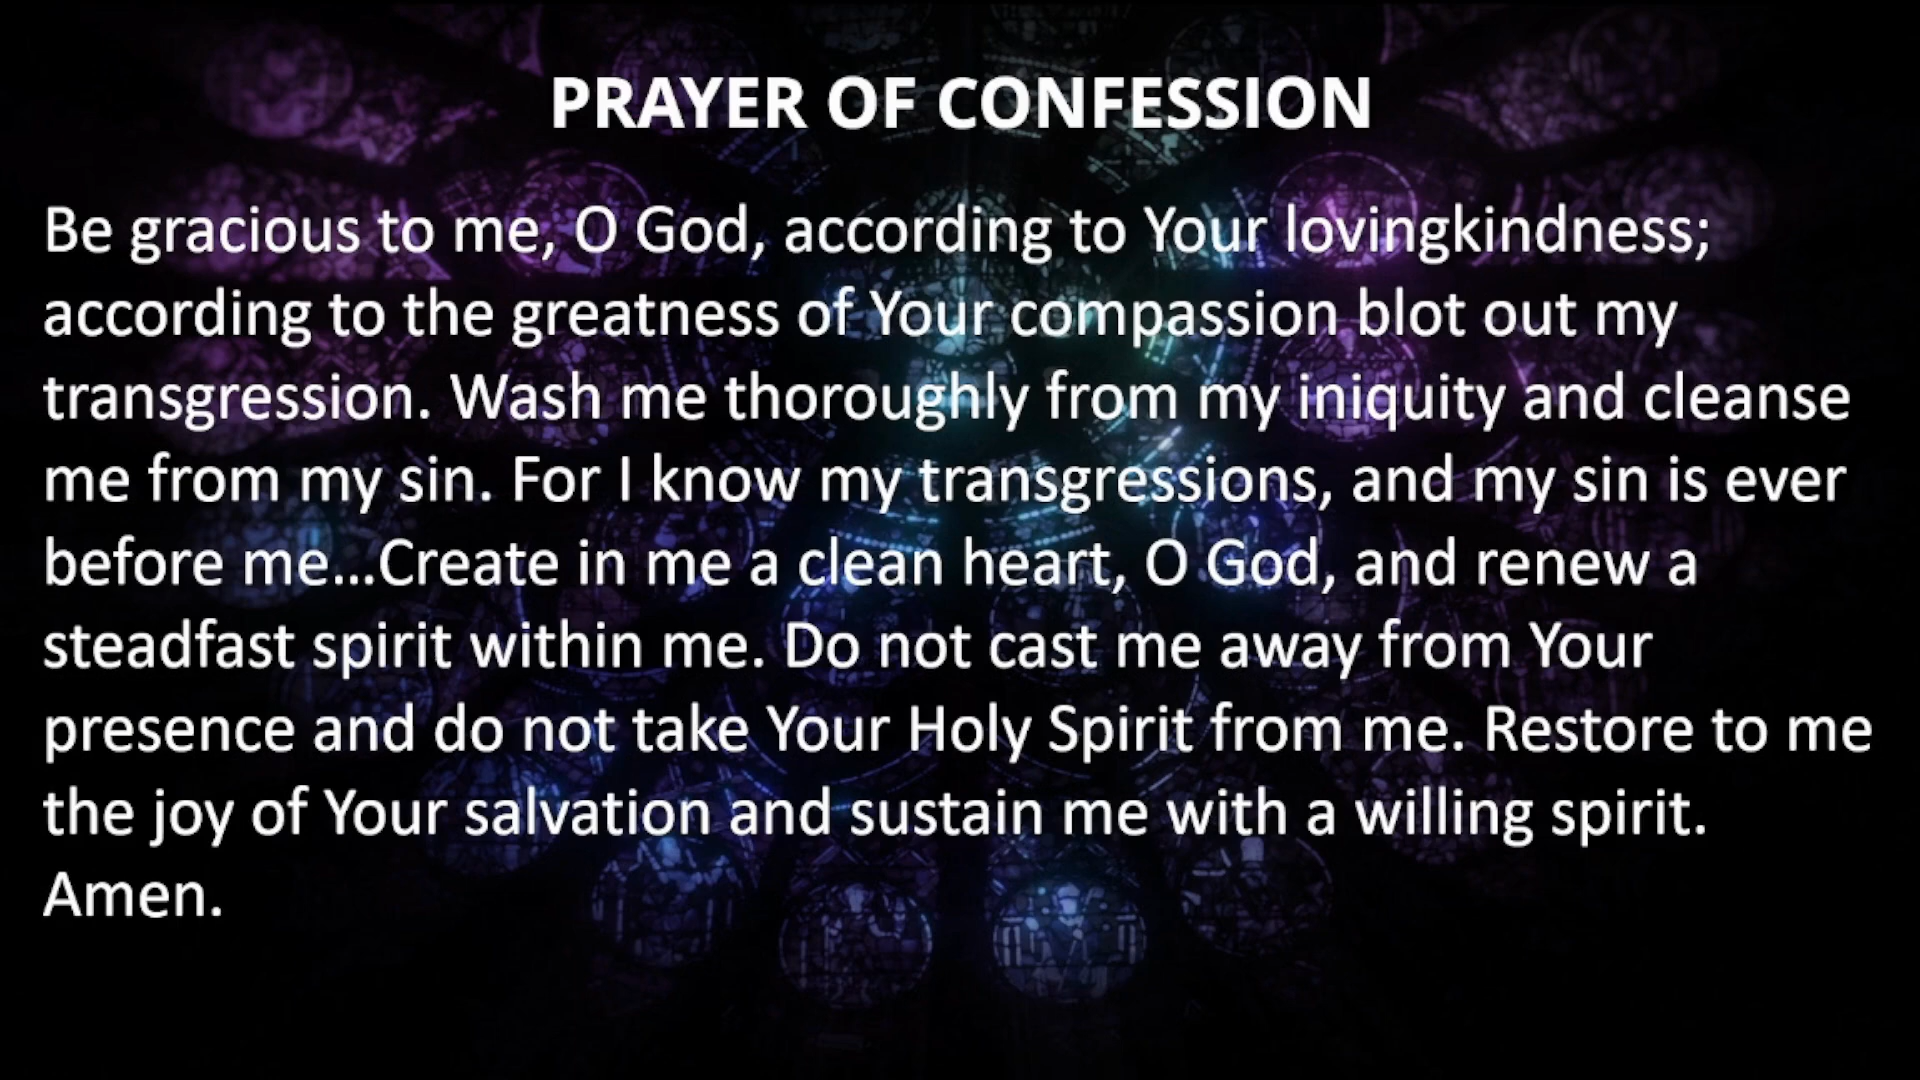 PRAYER OF CONFESSION
Be gracious to me, O God, according to Your lovingkindness;
according to the greatness of Your compassion blot out my
transgression. Wash me thoroughly from my iniquity and cleanse
me from my sin. For I know my transgressions, and my sin is ever
before me...Create in me a clean heart, O God, and renew a
steadfast spirit within me. Do not cast me away from Your
presence and do not take Your Holy Spirit from me. Restore to me
the joy of Your salvation and sustain me with a willing spirit.
Amen.